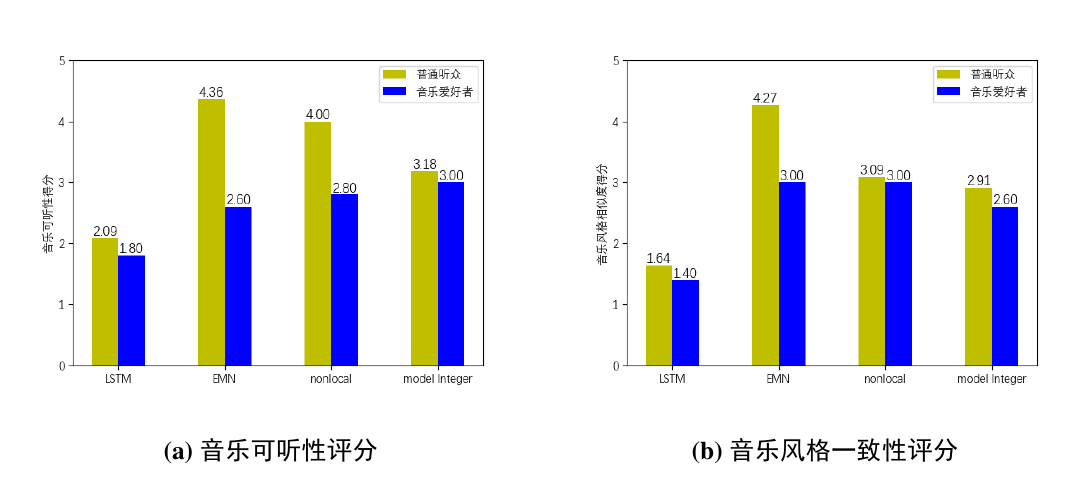 5
4
3
2
1
0
音乐可听性得分
普通听众
音乐爱好者
2.09
1.80
4.36
2.60
4.00
2.80
3.18
3.00
LSTM
EMN
nonlocal
model Integer
(a) 音乐可听性评分
5
4
3
2
1
0
音乐风格相似度得分
普通听众
音乐爱好者
1.64
1.40
4.27
3.00
3.09
3.00
2.91
2.60
LSTM
EMN
nonlocal
model Integer
(b) 音乐风格一致性评分